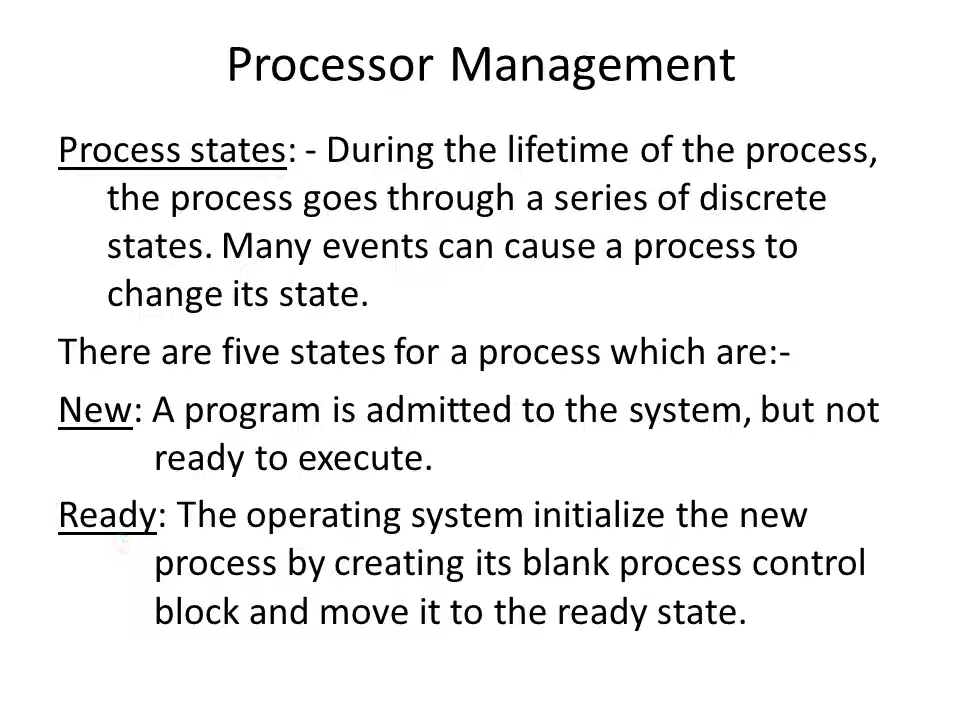 Processor Management
Process states: - During the lifetime of the process,
the process goes through a series of discrete
states. Many events can cause a process to
change its state.
There are five states for a process which are:-
New: A program is admitted to the system, but not
ready to execute.
Ready: The operating system initialize the new
process by creating its blank process control
block and move it to the ready state.